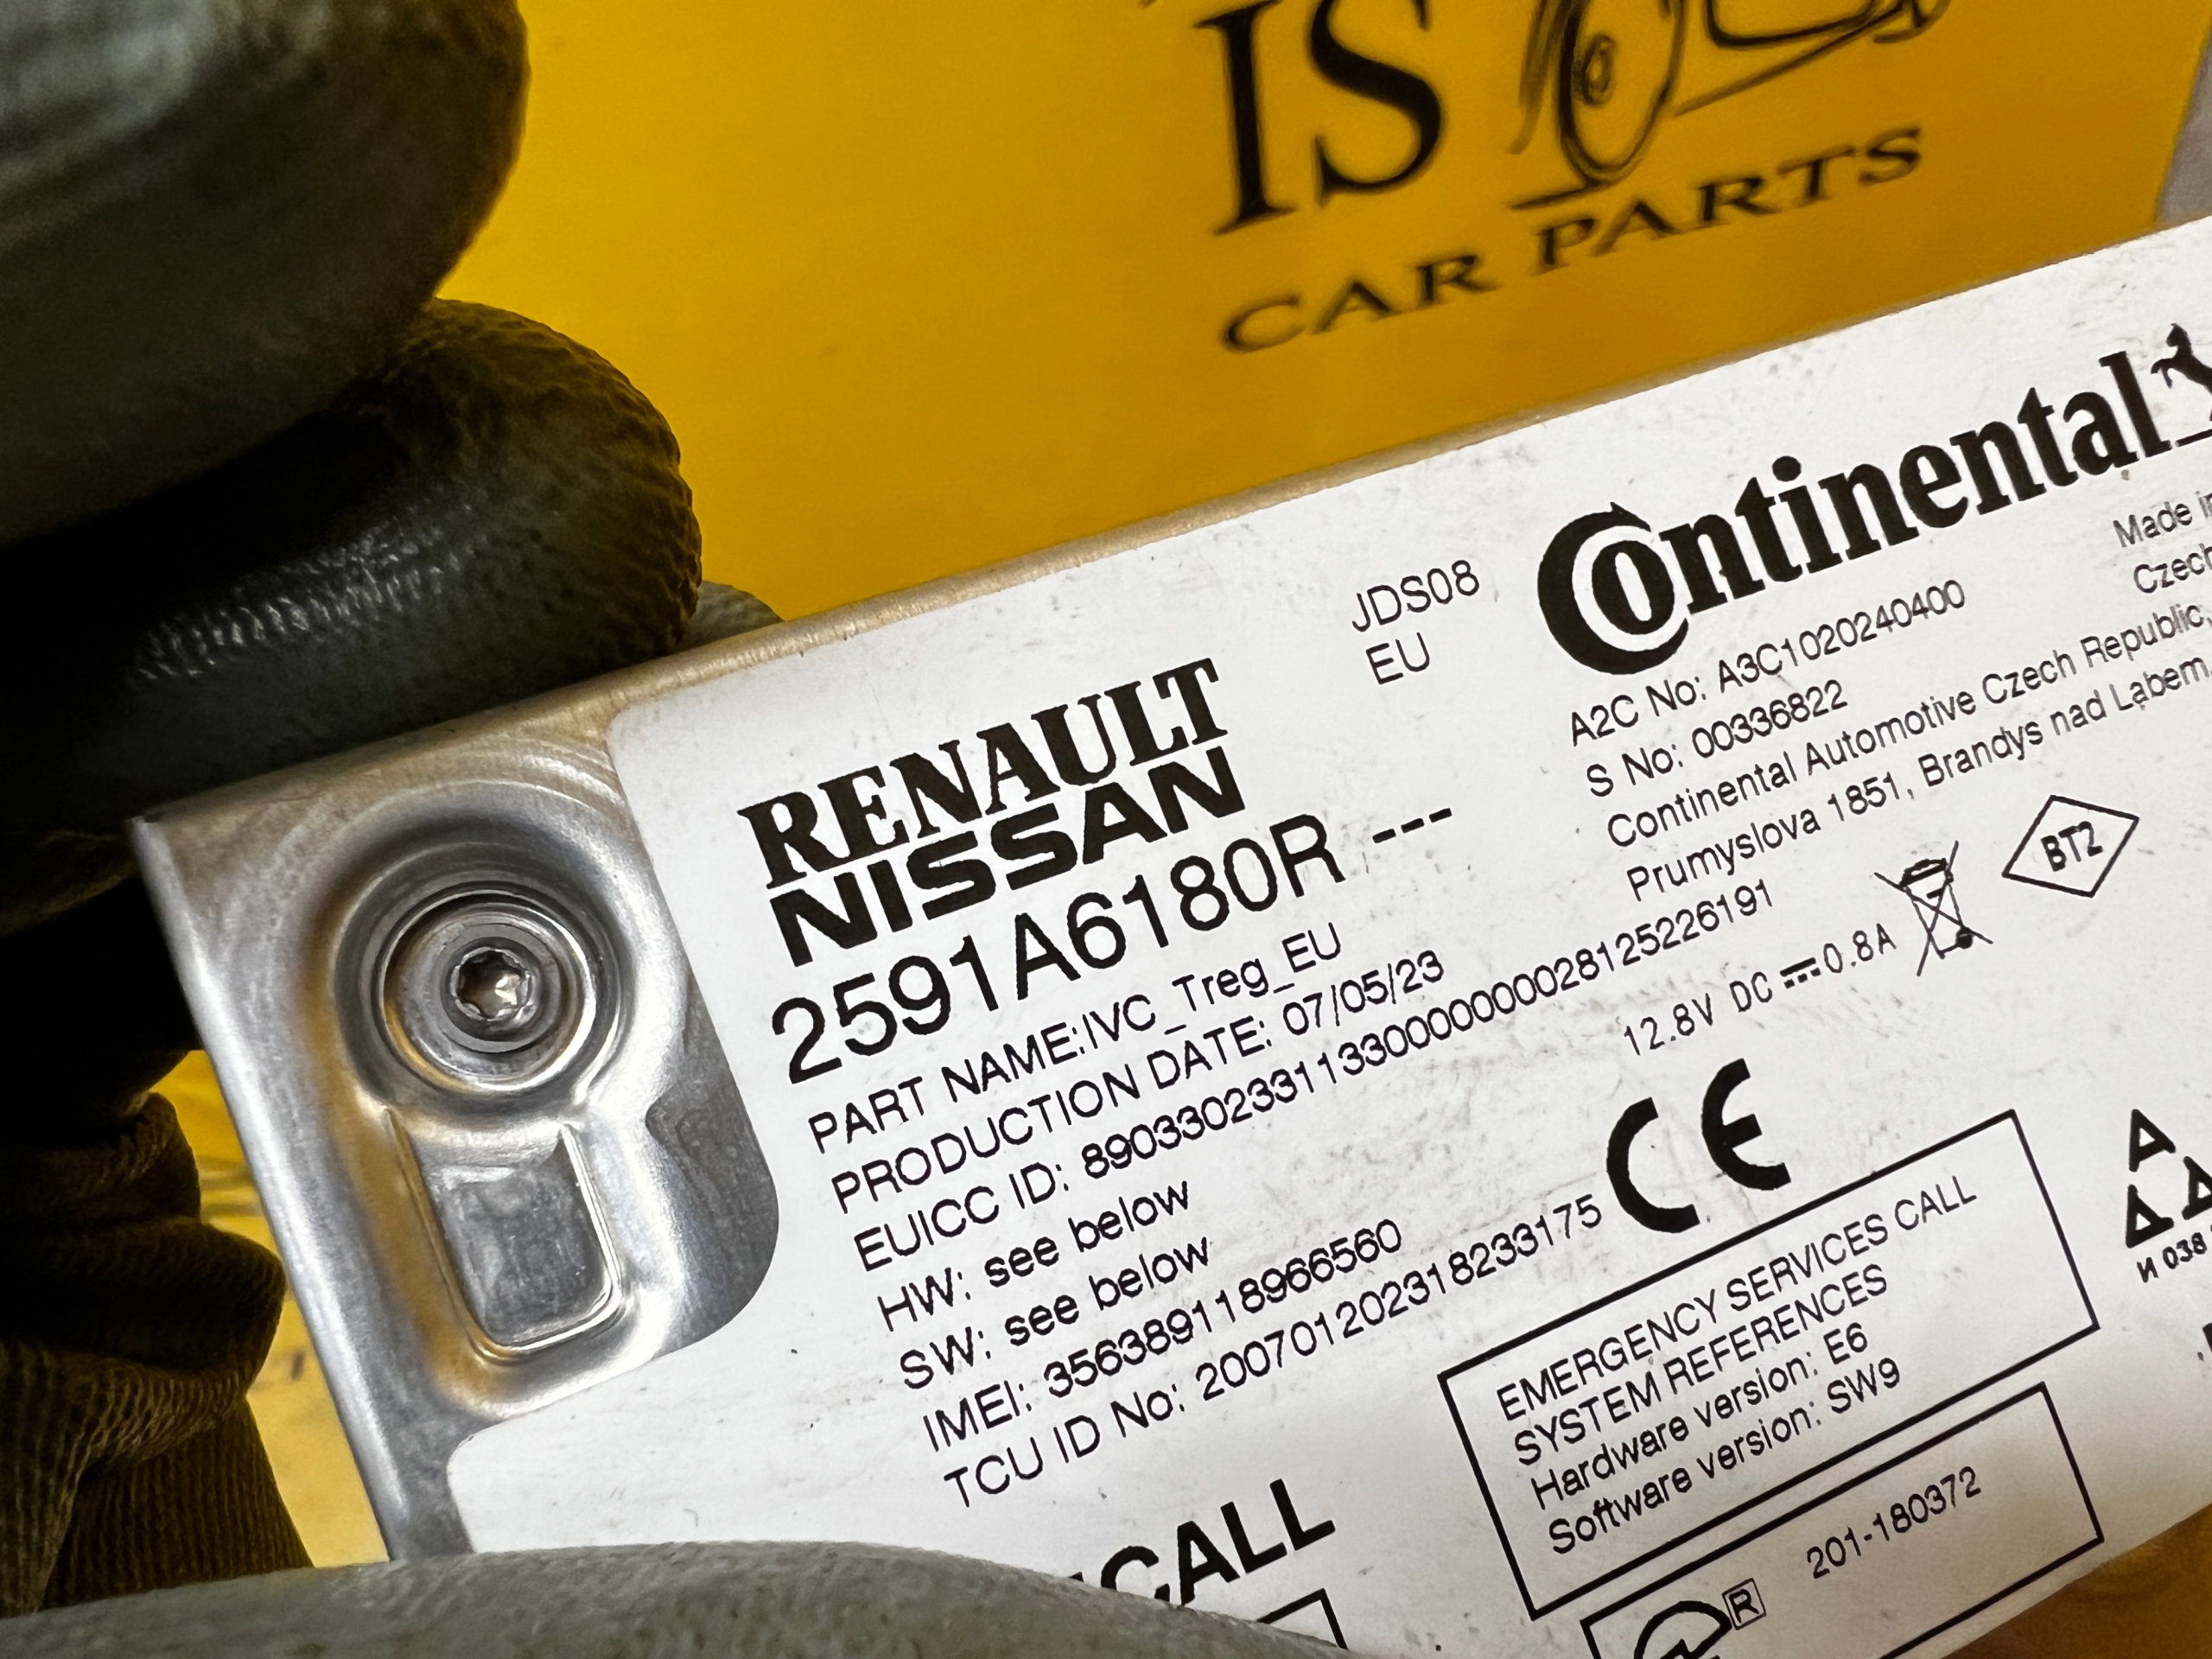 IS
CAR PARTS
RENAULT
NISSAN
2591A6180R ---
PART NAME:IVC_Treg_EU
PRODUCTION DATE: 07/05/23
EUICC ID: 89033023311330000000028125226191
HW: see below
SW: see below
IMEI: 356389118966560
TCU ID No: 200701202318233175
JDS08
EU
Continental
A2C No: A3C1020240400
S No: 00336822
Continental Automotive Czech Republic,
Prumyslova 1851, Brandys nad Labem,
Made in
Czech
12.8V DC 0.8A
BT2
CE
EMERGENCY SERVICES CALL
SYSTEM REFERENCES
Hardware version: E6
Software version: SW9
R 201-180372
CALL
И 038